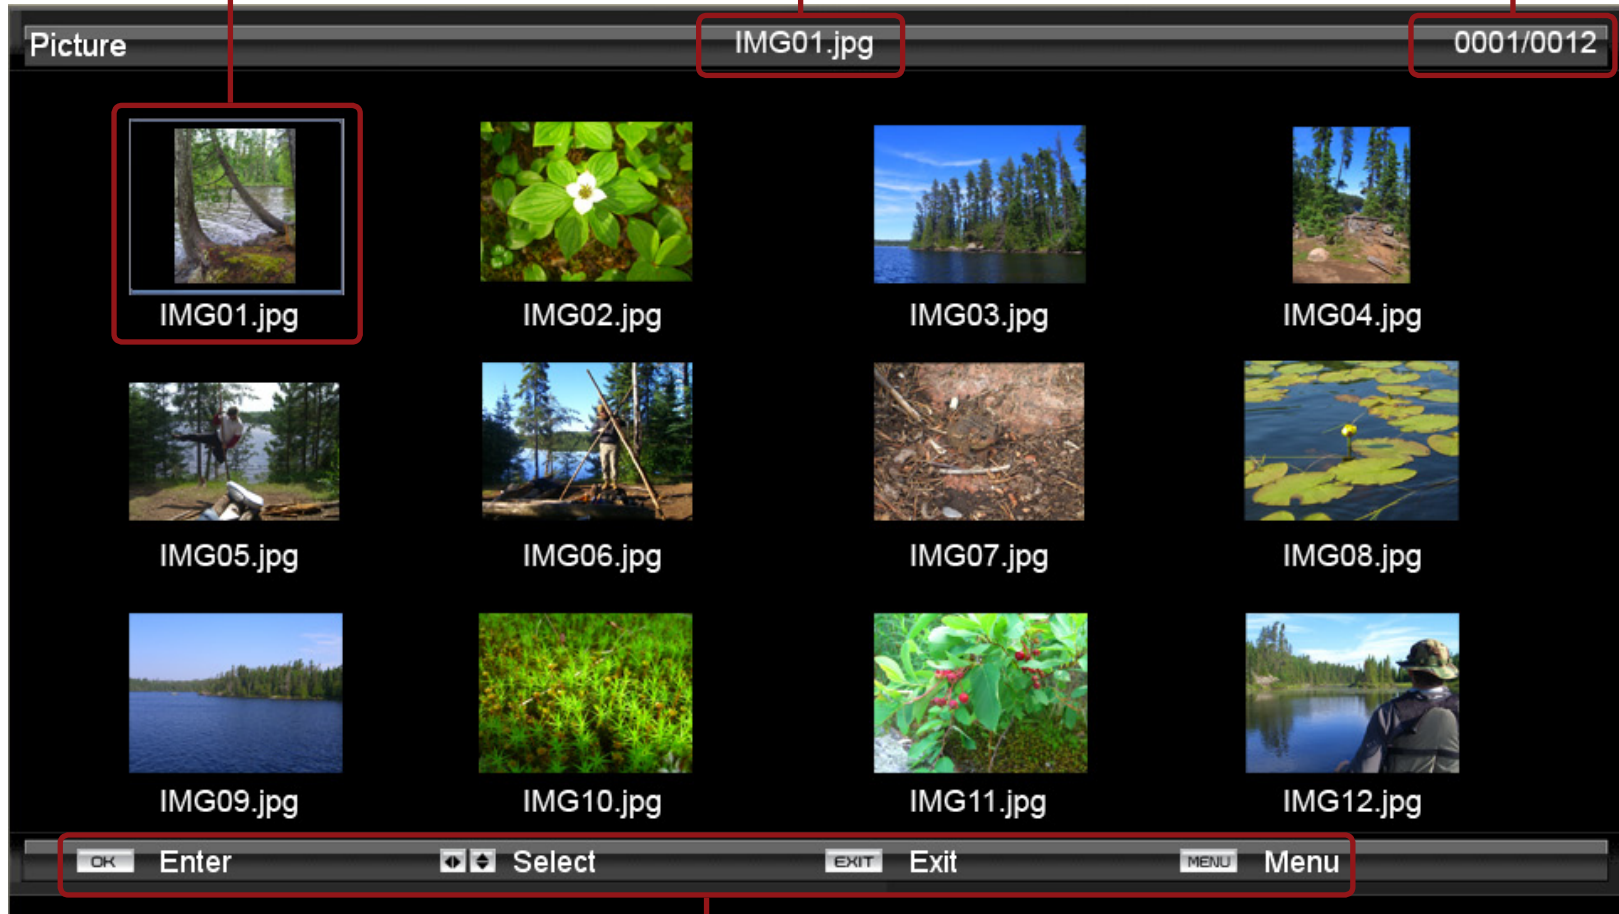 Picture IMG01.jpg 0001/0012
IMG01.jpg IMG02.jpg IMG03.jpg IMG04.jpg
IMG05.jpg IMG06.jpg IMG07.jpg IMG08.jpg
IMG09.jpg IMG10.jpg IMG11.jpg IMG12.jpg
OK Enter Select EXIT Exit MENU Menu